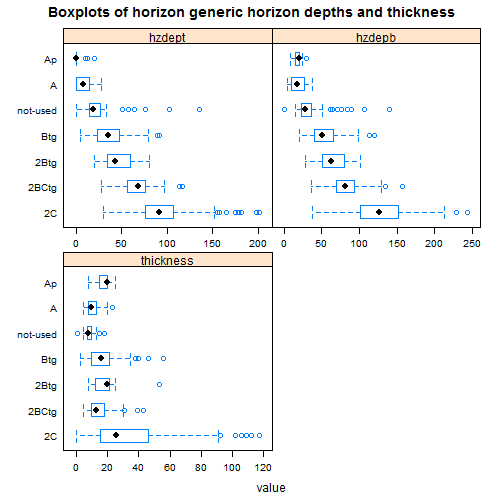 Boxplots of horizon generic horizon depths and thickness
hzdept
hzdepb
Ap
A
not-used
Btg
2Btg
2BCtg
2C
0 50 100 150 200
0 50 100 150 200 250
thickness
Ap
A
not-used
Btg
2Btg
2BCtg
2C
0 20 40 60 80 100 120
value